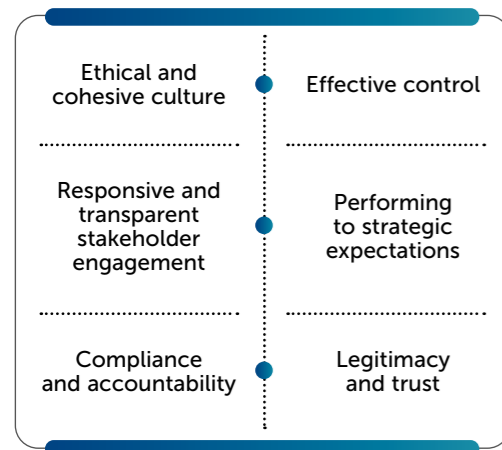 Ethical and
cohesive culture
Effective control
Responsive and
transparent
stakeholder
engagement
Performing
to strategic
expectations
Compliance
and accountability
Legitimacy
and trust